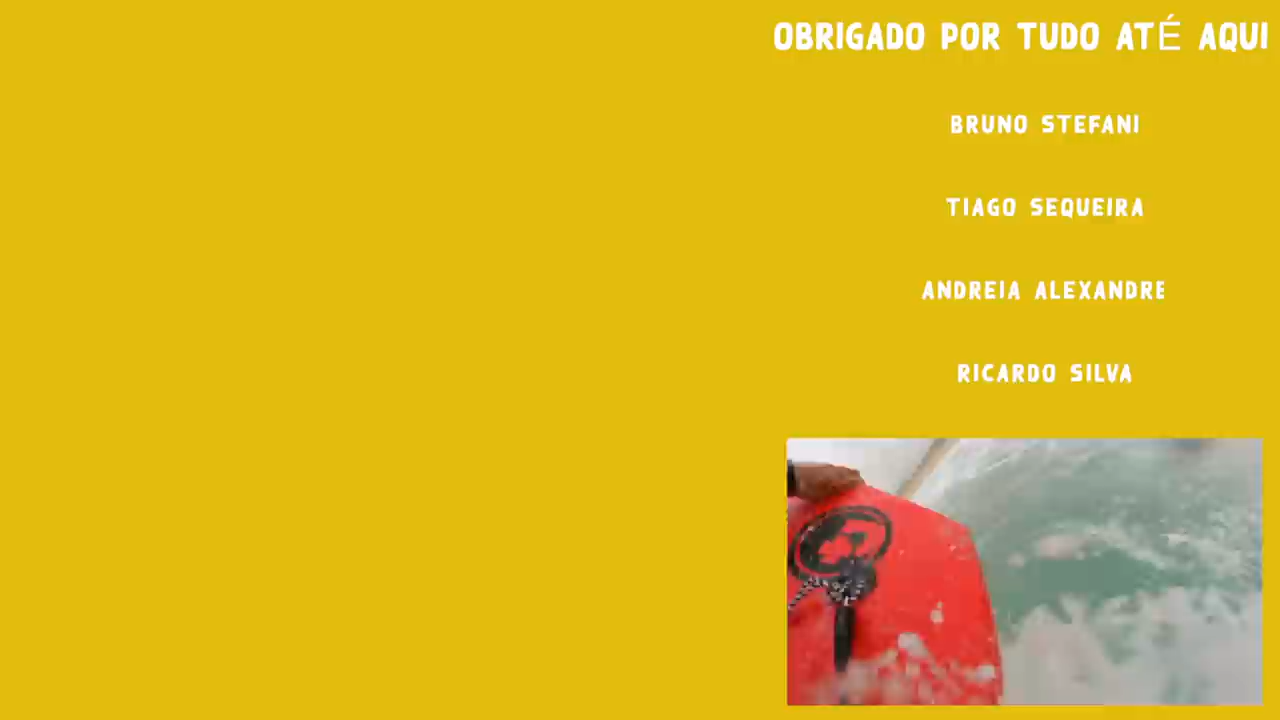 OBRIGADO POR TUDO ATÉ AQUI
BRUNO STEFANI
TIAGO SEQUEIRA
ANDREIA ALEXANDRE
RICARDO SILVA